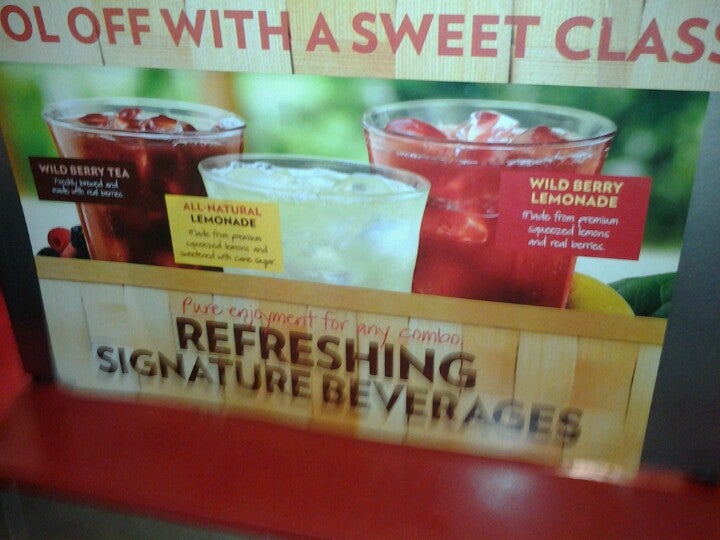 OL OFF WITH A SWEET CLASS
WILD BERRY TEA
Freshly brewed and
made with real berries.
ALL-NATURAL
LEMONADE
Made from premium
squeezed lemons and
sweetened with cane sugar.
WILD BERRY
LEMONADE
Made from premium
squeezed lemons
and real berries.
Pure enjoyment for any combo.
REFRESHING
SIGNATURE BEVERAGES